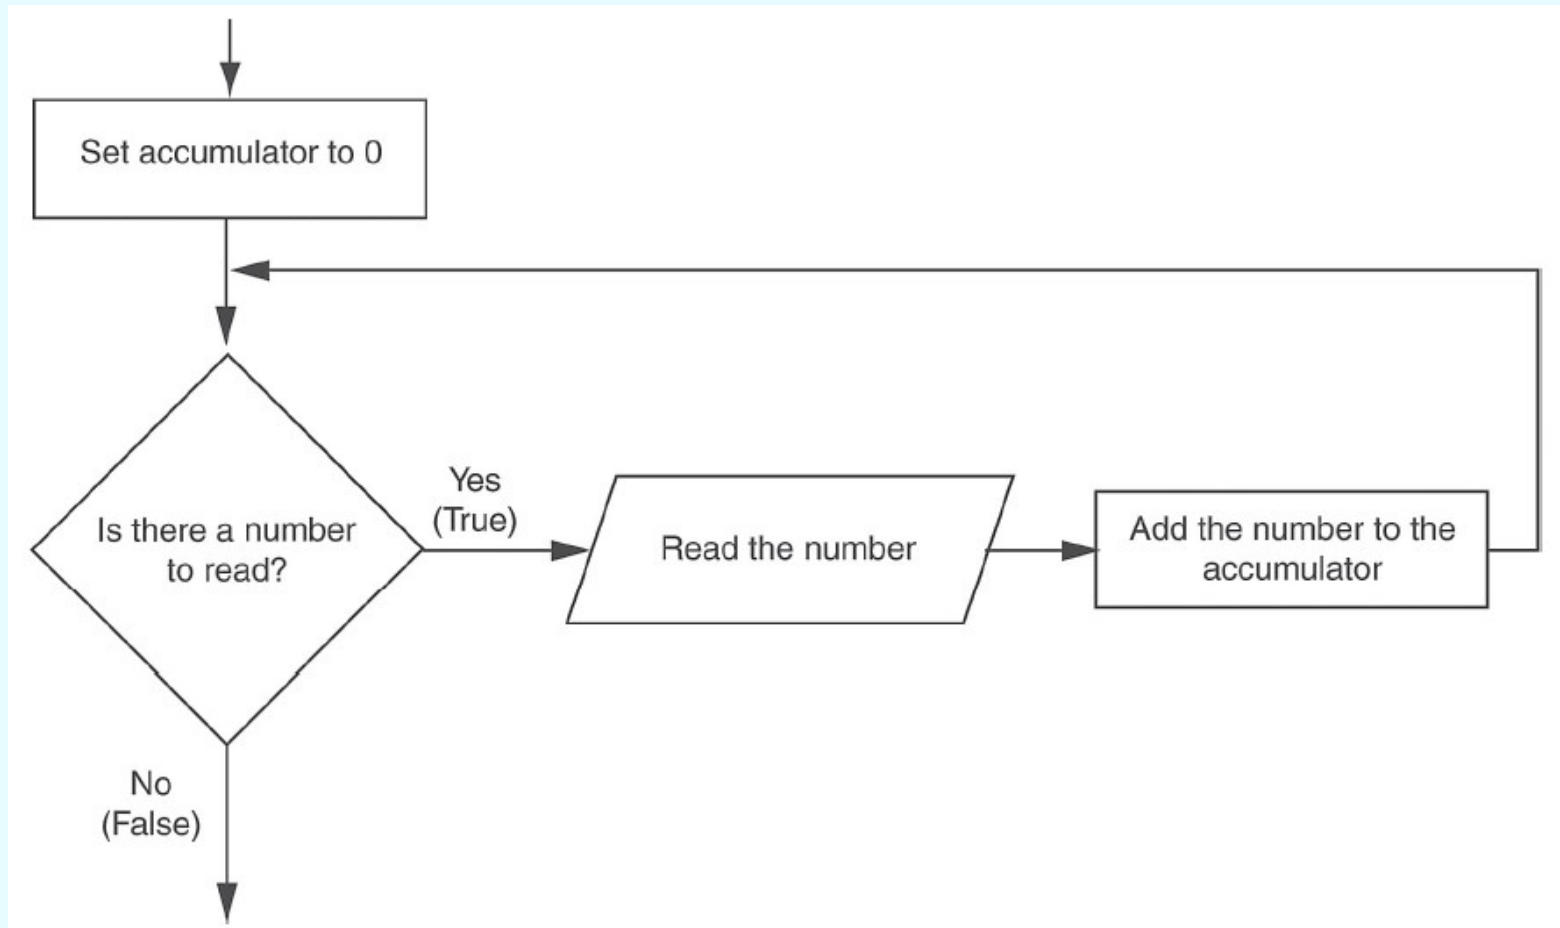 Set accumulator to 0
Is there a number
to read?
Yes
(True)
Read the number
Add the number to the
accumulator
No
(False)